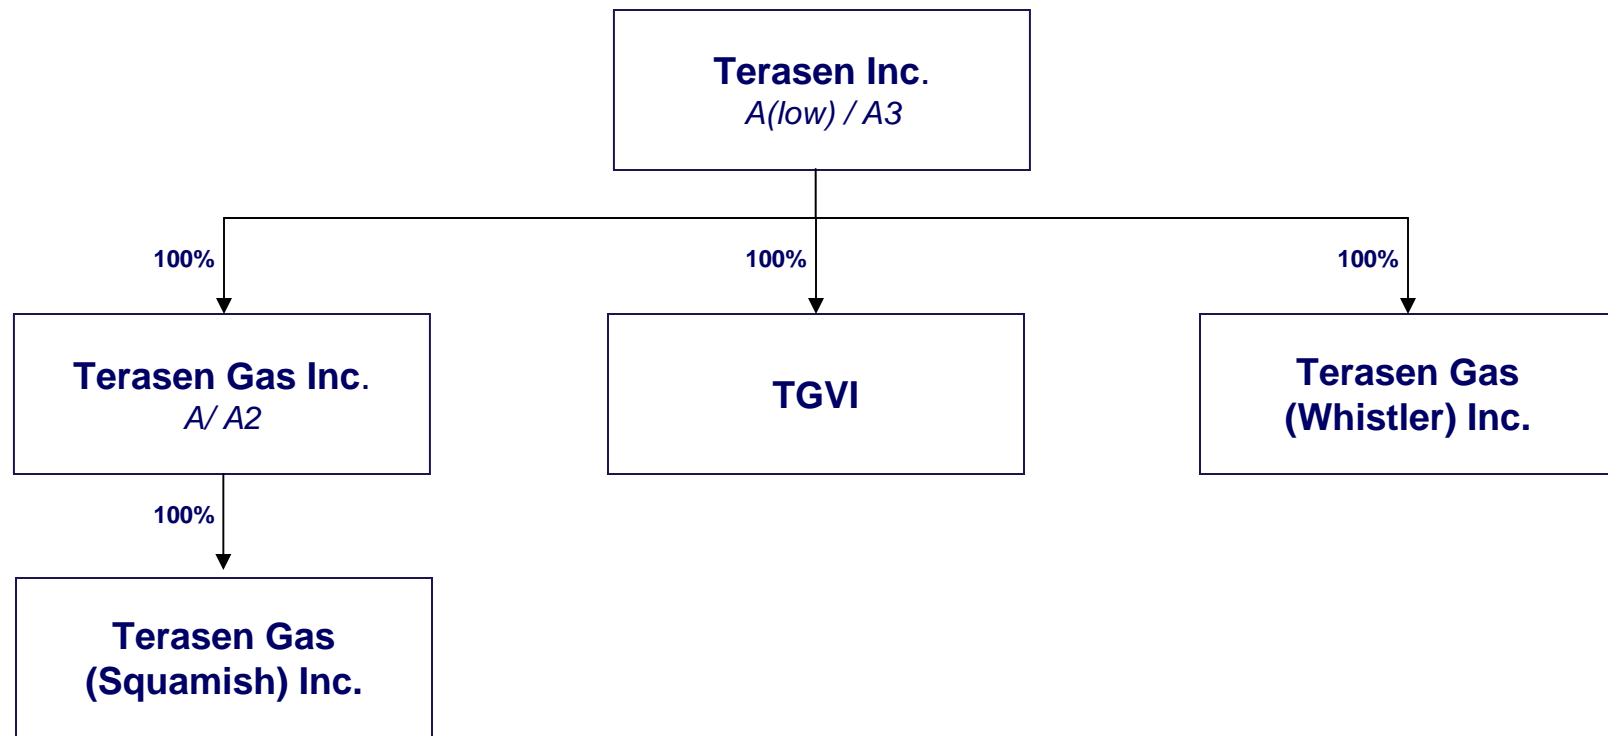 Terasen Inc.
A(low) / A3
100%
100%
100%
Terasen Gas Inc.
A/ A2
TGVI
Terasen Gas
(Whistler) Inc.
100%
Terasen Gas
(Squamish) Inc.